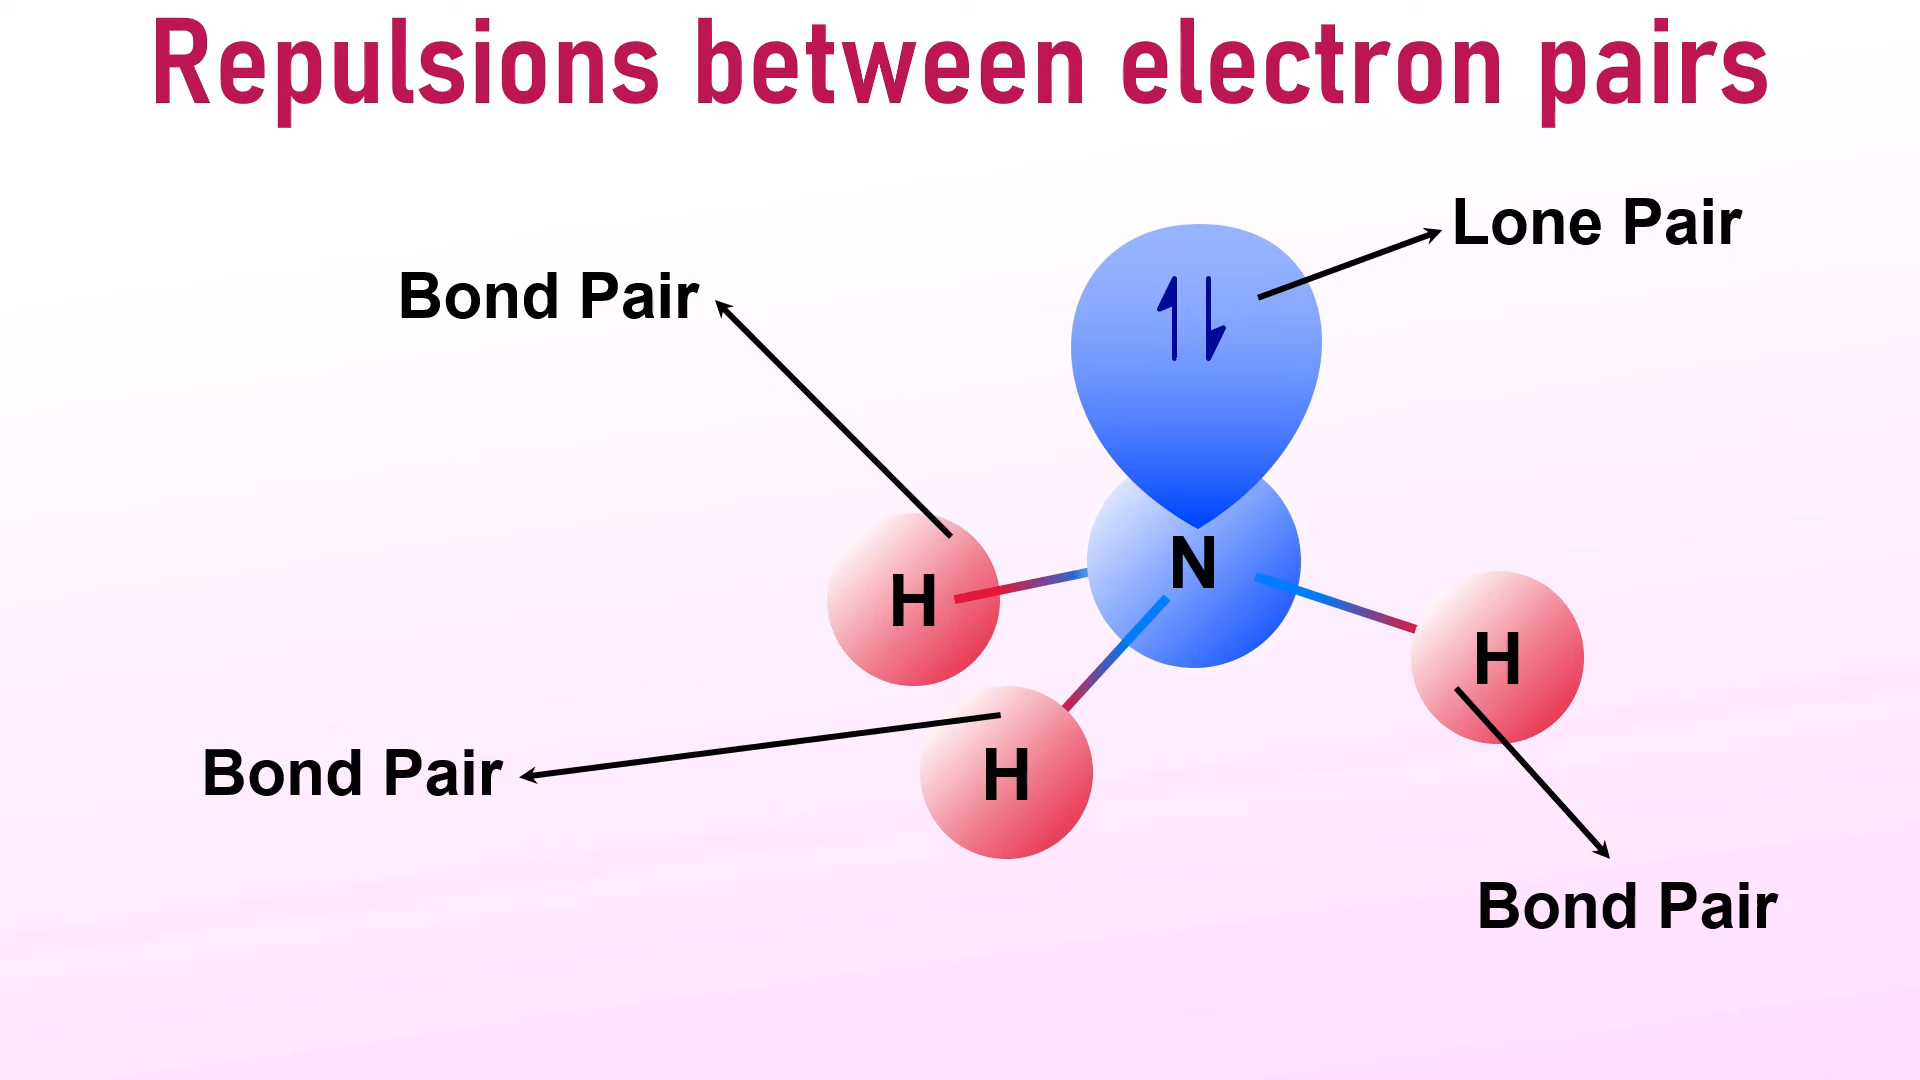 Repulsions between electron pairs
Lone Pair
Bond Pair
N
H
H
H
Bond Pair
Bond Pair